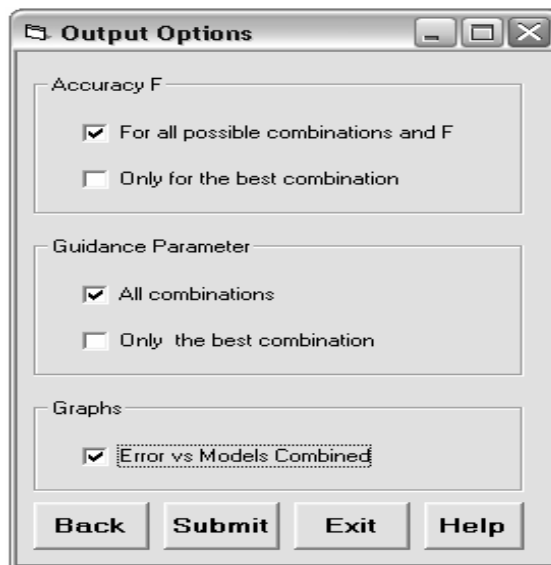 Output Options
Accuracy F
For all possible combinations and F
Only for the best combination
Guidance Parameter
All combinations
Only the best combination
Graphs
Error vs Models Combined
Back Submit Exit Help